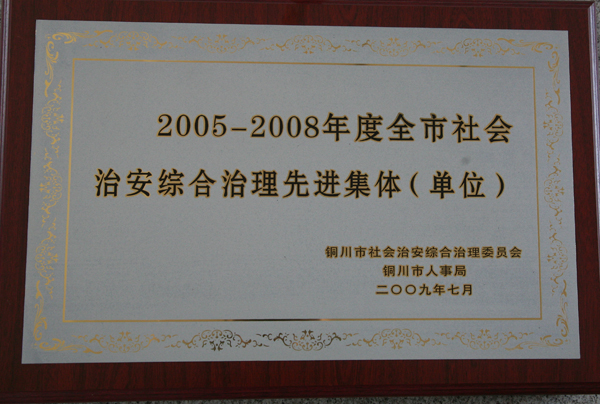 2005-2008年度全市社会
治安综合治理先进集体(单位)
铜川市社会治安综合治理委员会
铜川市人事局
二〇〇九年七月